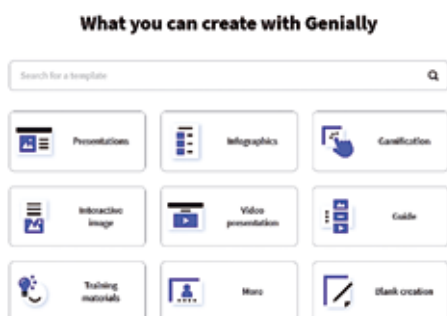 What you can create with Genially
Search for a template
Presentations
Infographics
Gamification
Interactive
image
Video
presentation
Guide
Training
materials
More
Blank creation